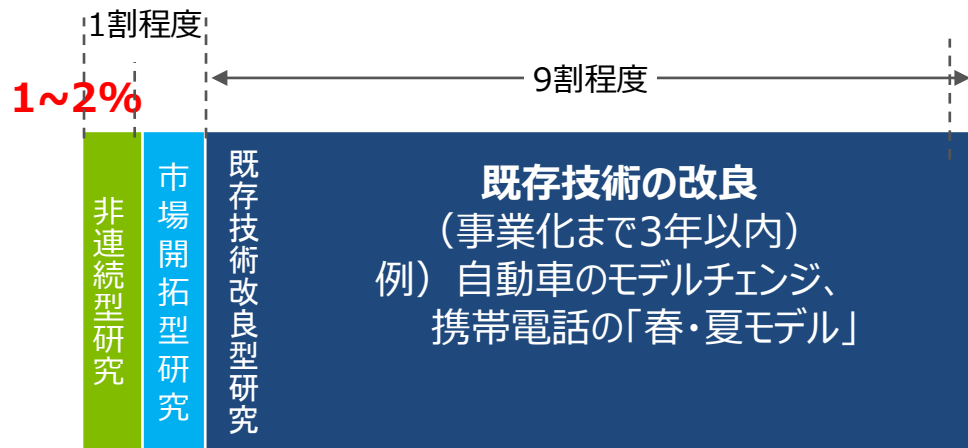 1割程度
9割程度
1~2%
非連続型研究
市場開拓型研究
既存技術改良型研究
既存技術の改良
（事業化まで3年以内）
例）自動車のモデルチェンジ、
携帯電話の「春・夏モデル」